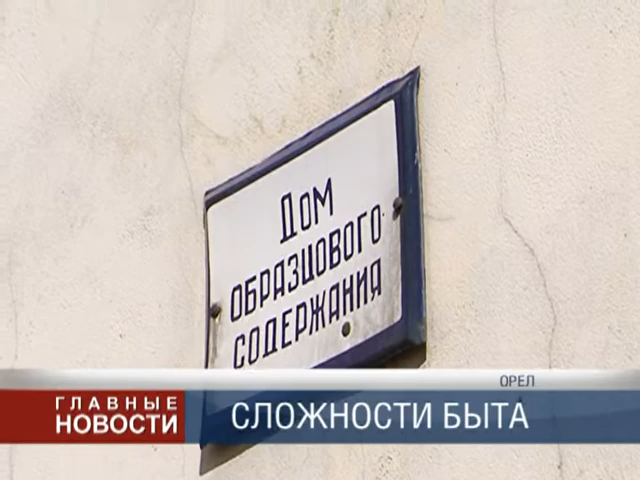 Дом
ОБРАЗЦОВОГО
СОДЕРЖАНИЯ
ОРЕЛ
ГЛАВНЫЕ
НОВОСТИ
СЛОЖНОСТИ БЫТА